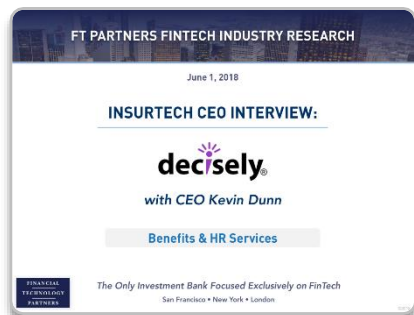 FT PARTNERS FINTECH INDUSTRY RESEARCH
June 1, 2018
INSURTECH CEO INTERVIEW:
decisely®
with CEO Kevin Dunn
Benefits & HR Services
FINANCIAL
TECHNOLOGY
PARTNERS
The Only Investment Bank Focused Exclusively on FinTech
San Francisco • New York • London